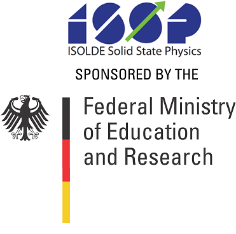 ISSP
ISOLDE Solid State Physics
SPONSORED BY THE
Federal Ministry
of Education
and Research